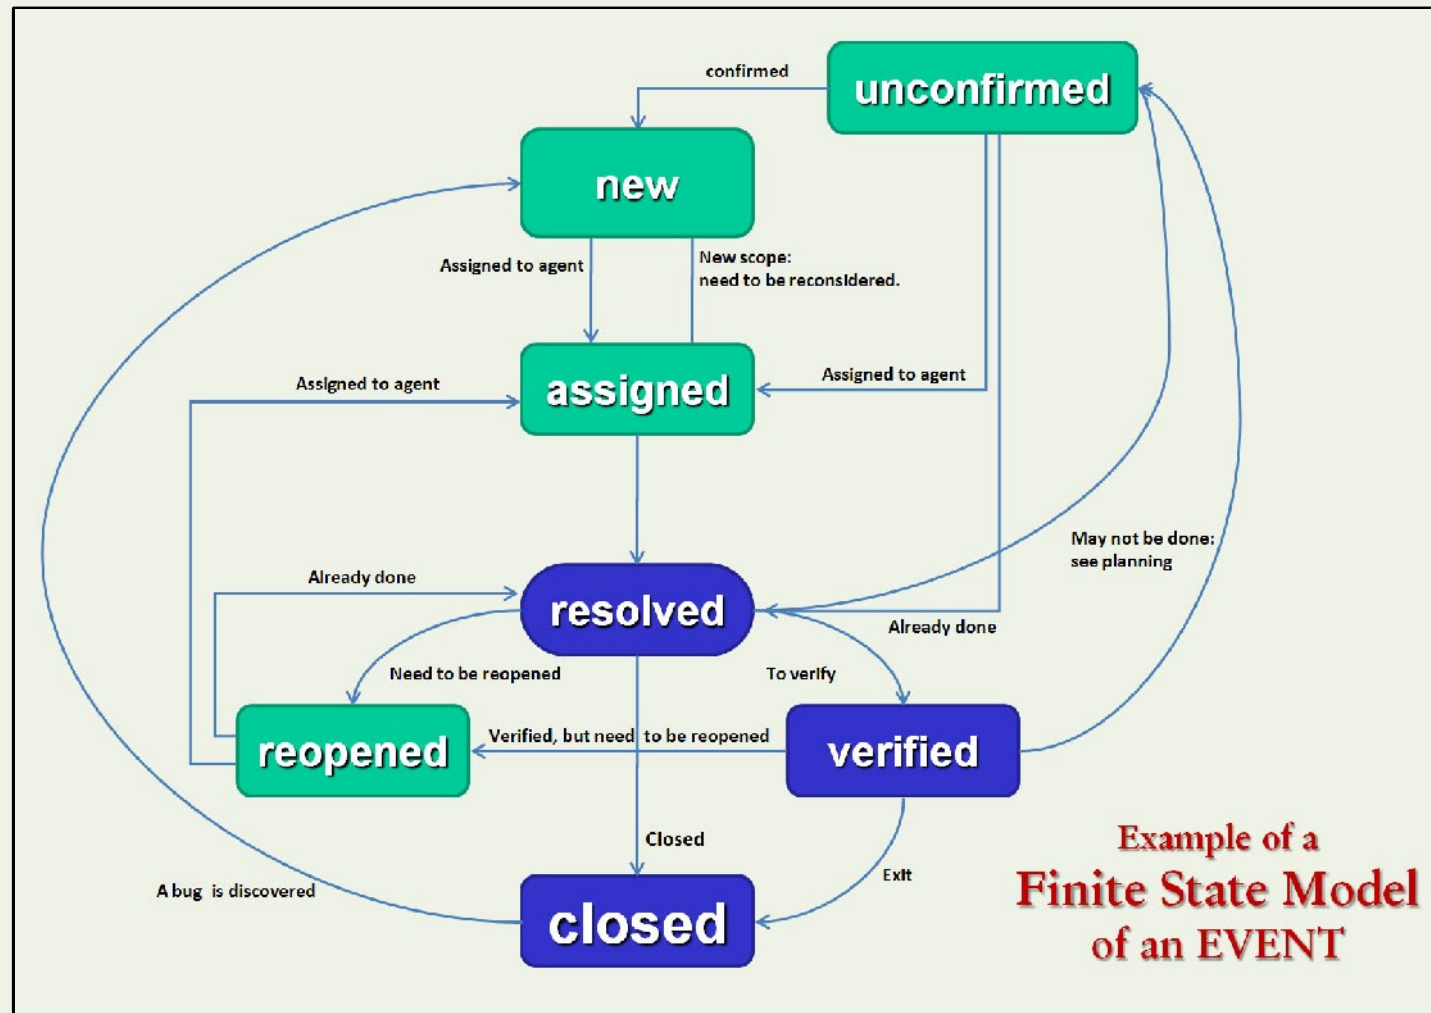 confirmed
unconfirmed
new
Assigned to agent
New scope:
need to be reconsidered.
Assigned to agent
assigned
Assigned to agent
May not be done:
see planning
Already done
resolved
Already done
Need to be reopened
To verify
reopened
Verified, but need to be reopened
verified
Closed
A bug is discovered
Exit
closed
Example of a
Finite State Model
of an EVENT